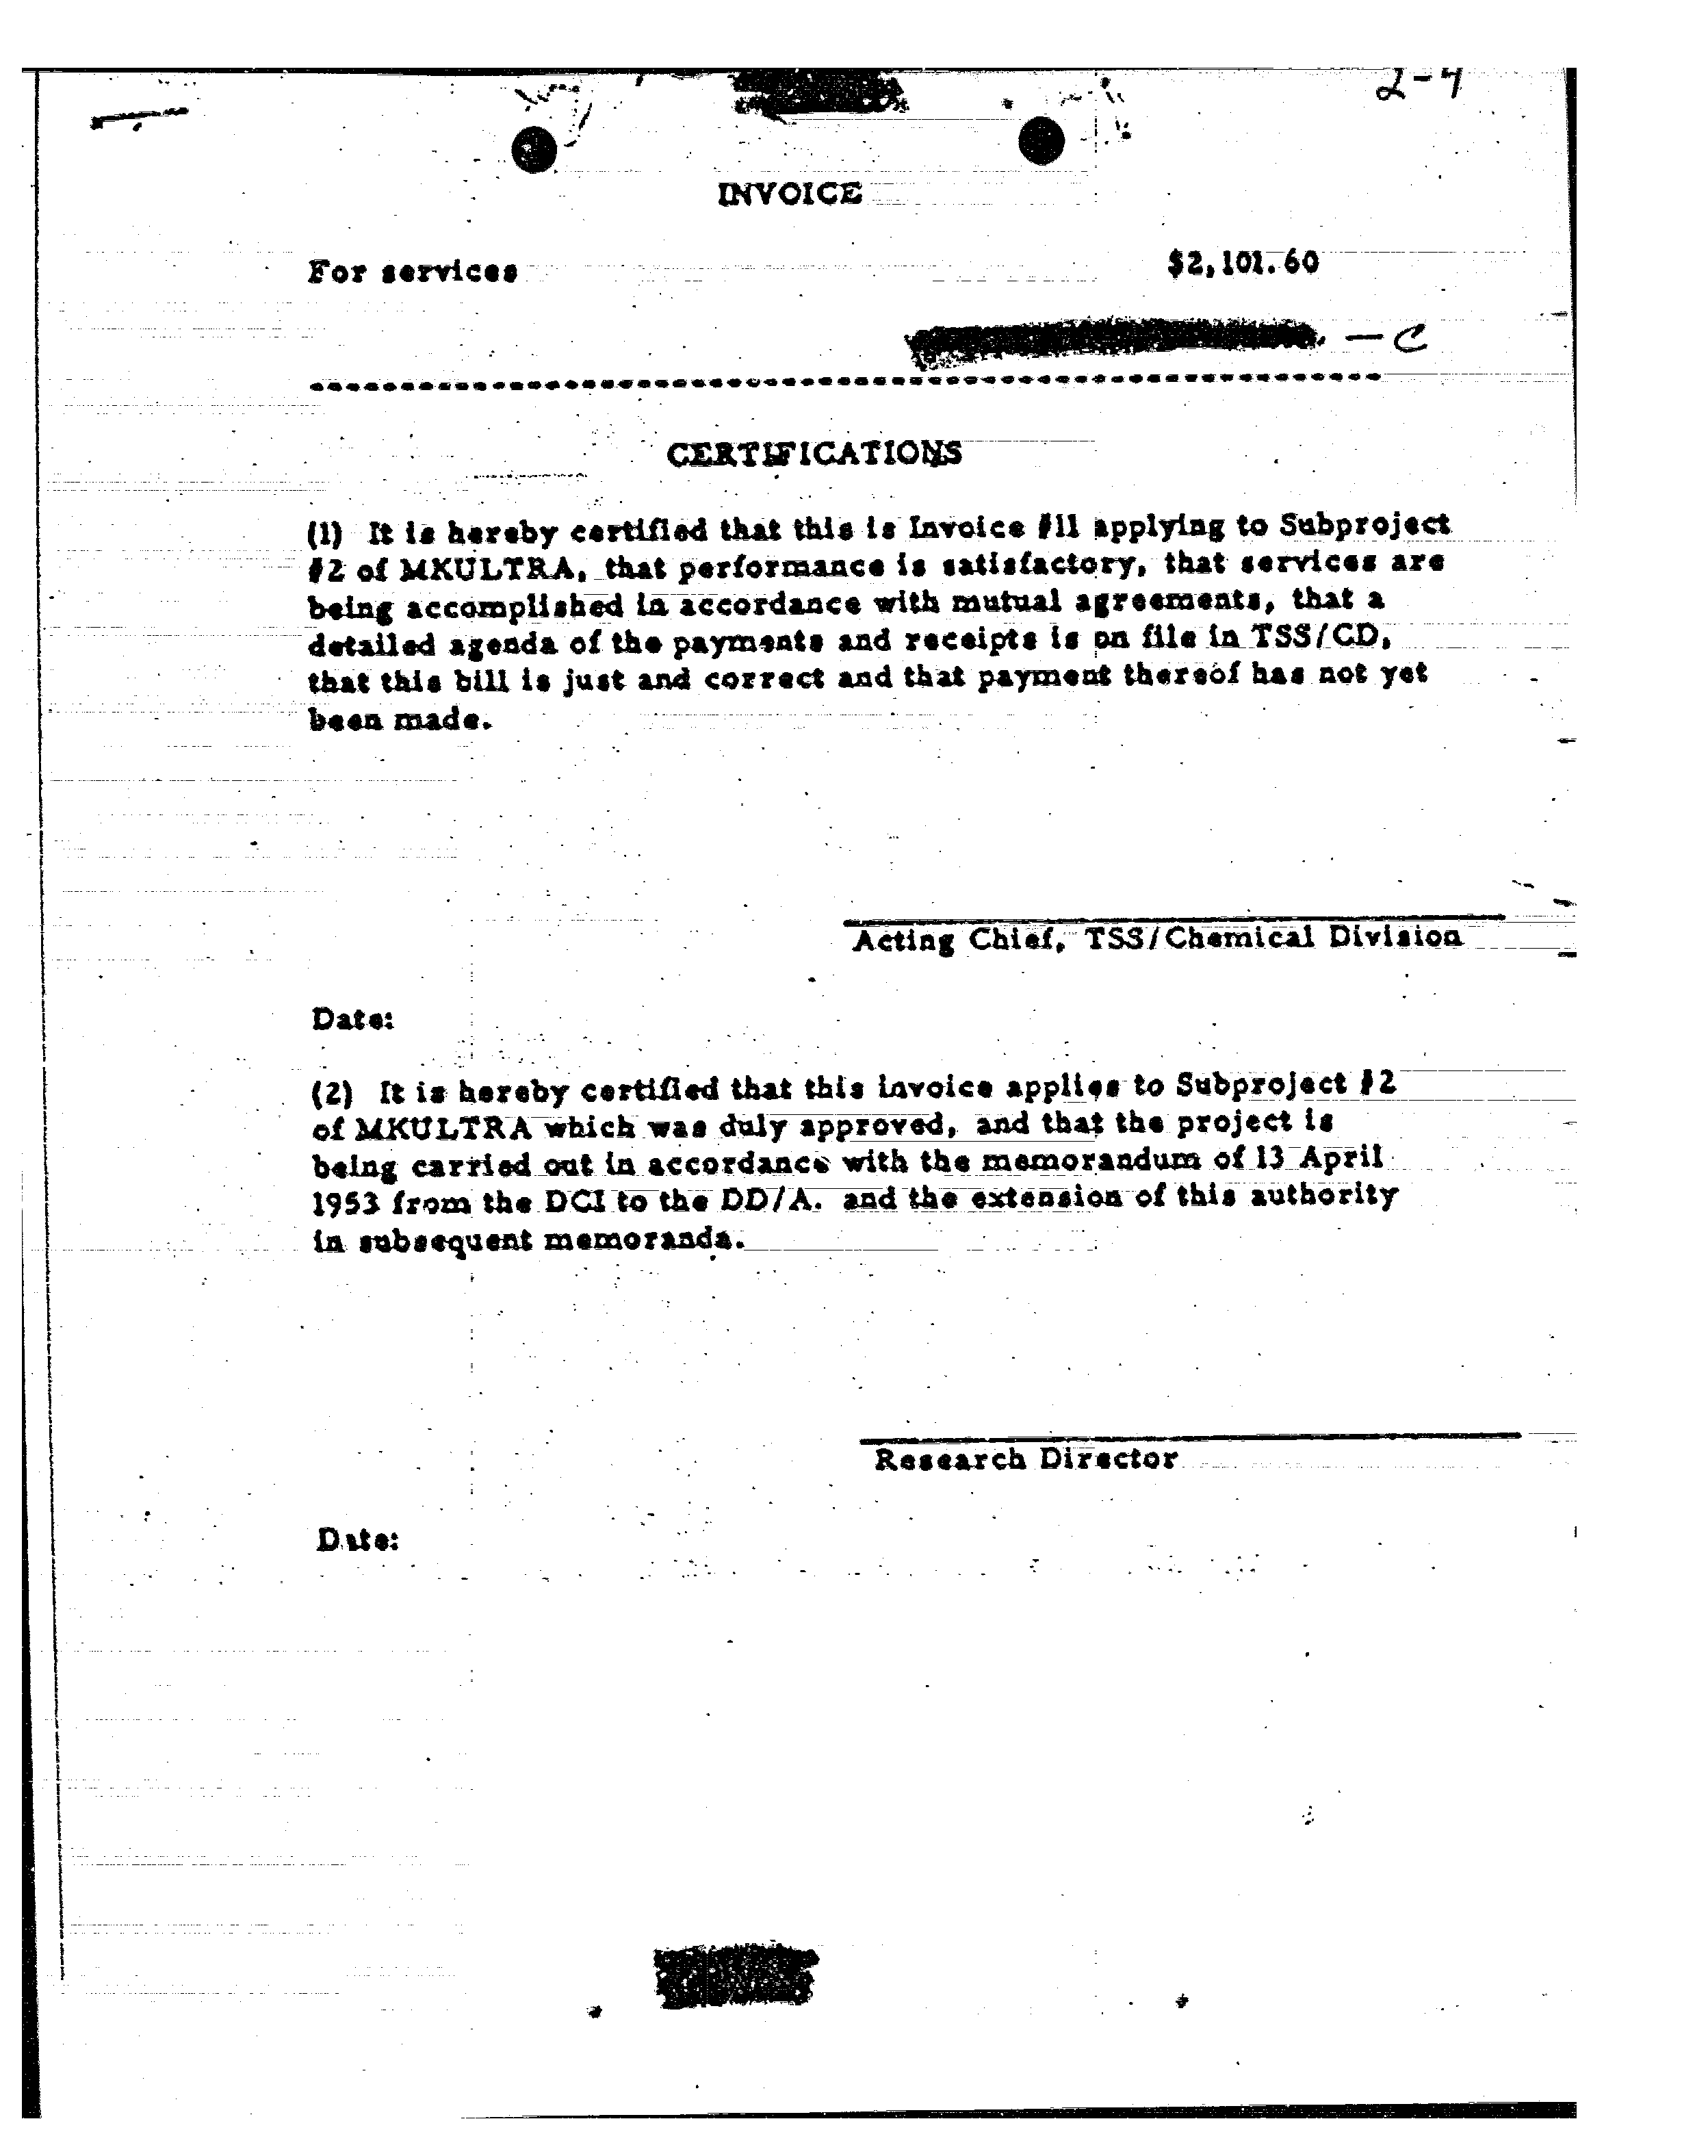 2-4
INVOICE
For services $2,101.60
- C
CERTIFICATIONS
(1) It is hereby certified that this is Invoice #11 applying to Subproject
#2 of MKULTRA, that performance is satisfactory, that services are
being accomplished in accordance with mutual agreements, that a
detailed agenda of the payments and receipts is on file in TSS/CD,
that this bill is just and correct and that payment thereof has not yet
been made.
Acting Chief, TSS/Chemical Division
Date:
(2) It is hereby certified that this invoice applies to Subproject #2
of MKULTRA which was duly approved, and that the project is
being carried out in accordance with the memorandum of 13 April
1953 from the DCI to the DD/A. and the extension of this authority
in subsequent memoranda.
Research Director
Date: